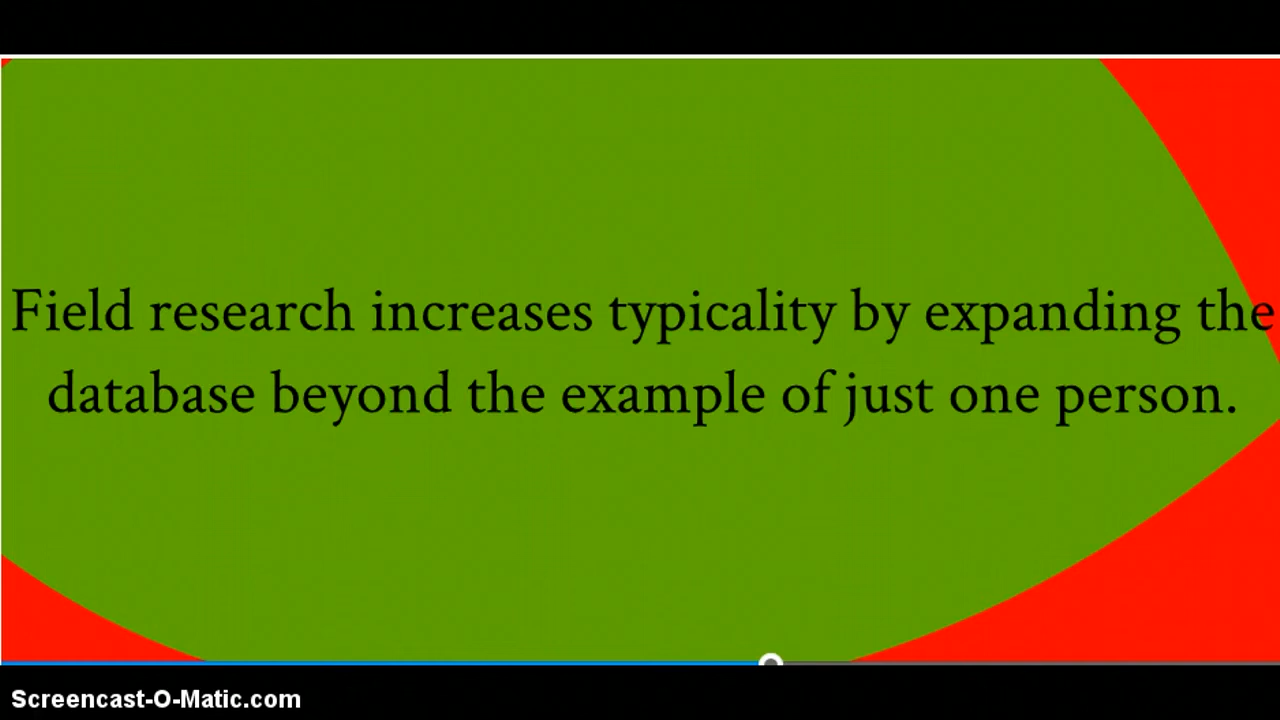 Field research increases typicality by expanding the
database beyond the example of just one person.
Screencast-O-Matic.com